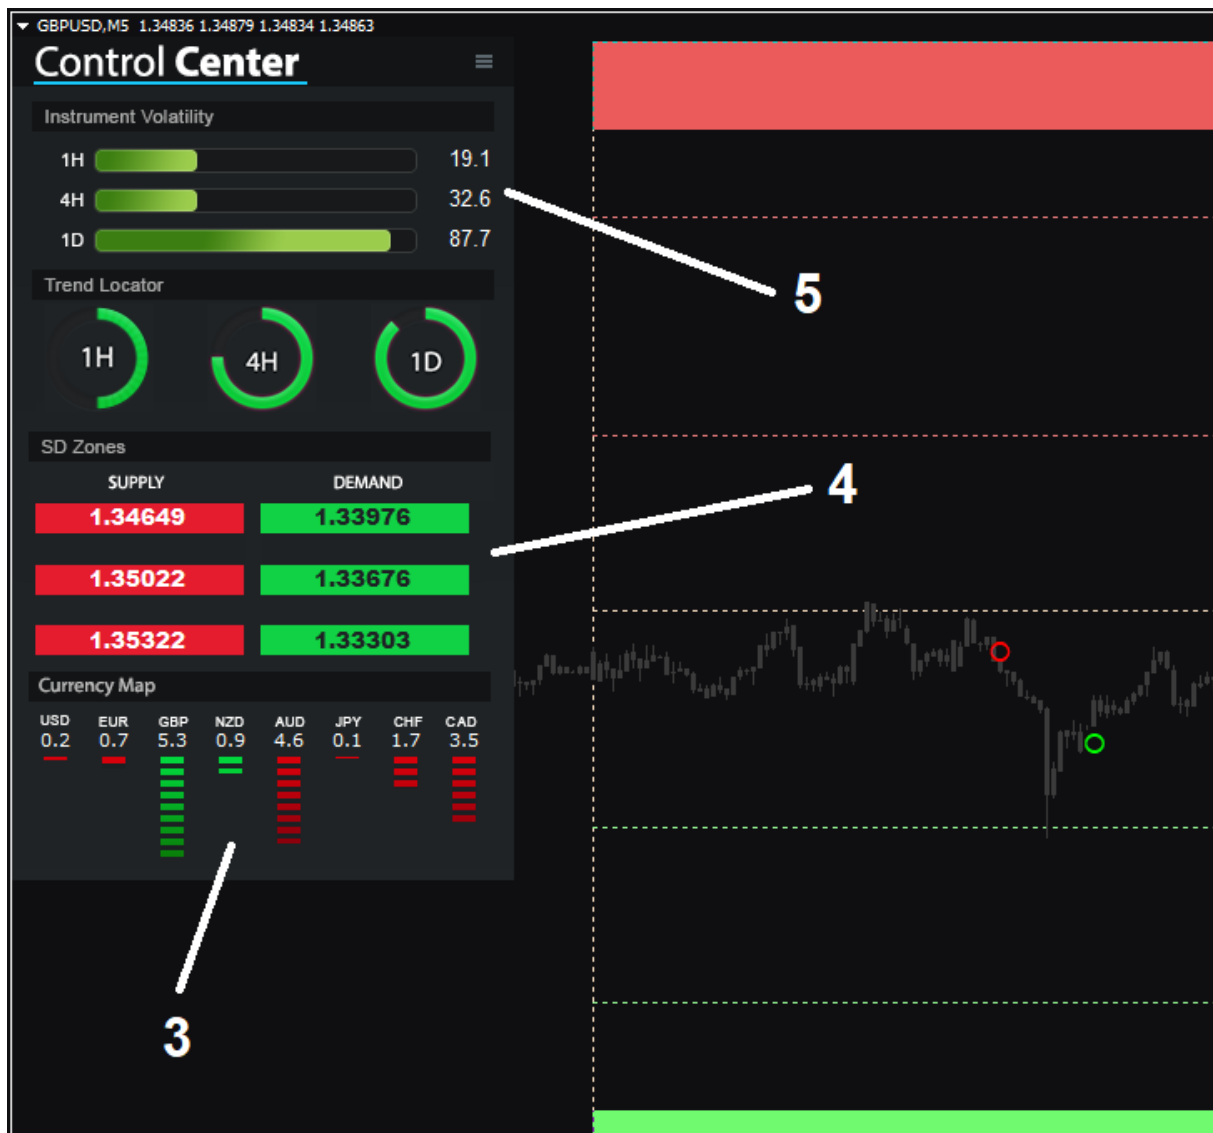 GBPUSD,M5 1.34836 1.34879 1.34834 1.34863
Control Center
Instrument Volatility
1H 19.1
4H 32.6
1D 87.7
5
Trend Locator
1H 4H 1D
SD Zones
SUPPLY DEMAND
4
1.34649 1.33976
1.35022 1.33676
1.35322 1.33303
Currency Map
USD EUR GBP NZD AUD JPY CHF CAD
0.2 0.7 5.3 0.9 4.6 0.1 1.7 3.5
3